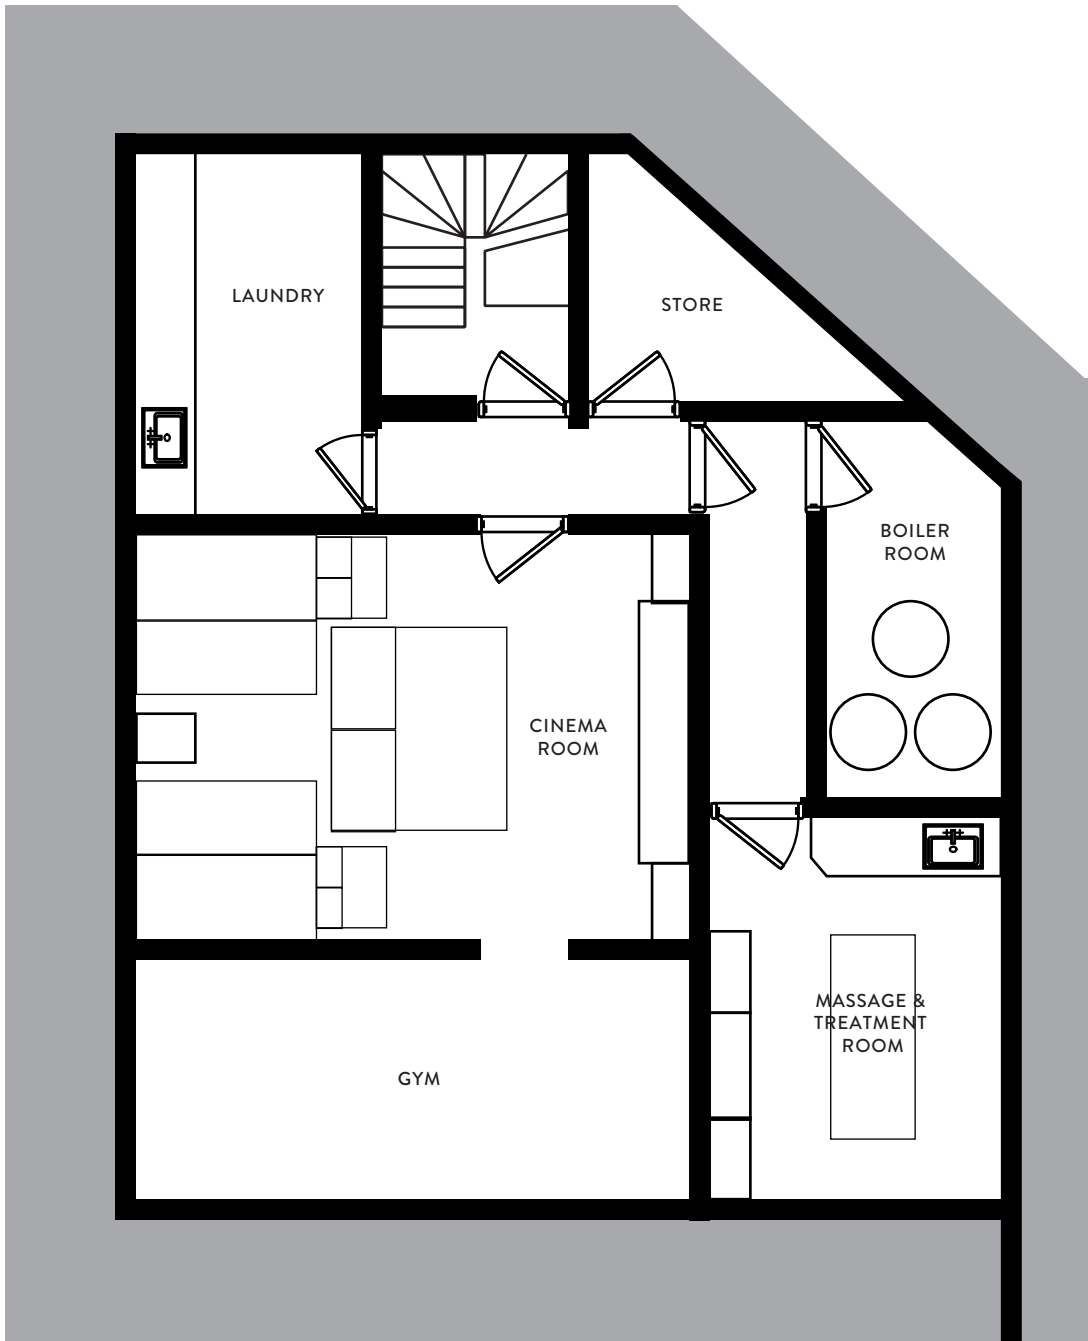 LAUNDRY
STORE
BOILER
ROOM
CINEMA
ROOM
MASSAGE &
TREATMENT
ROOM
GYM